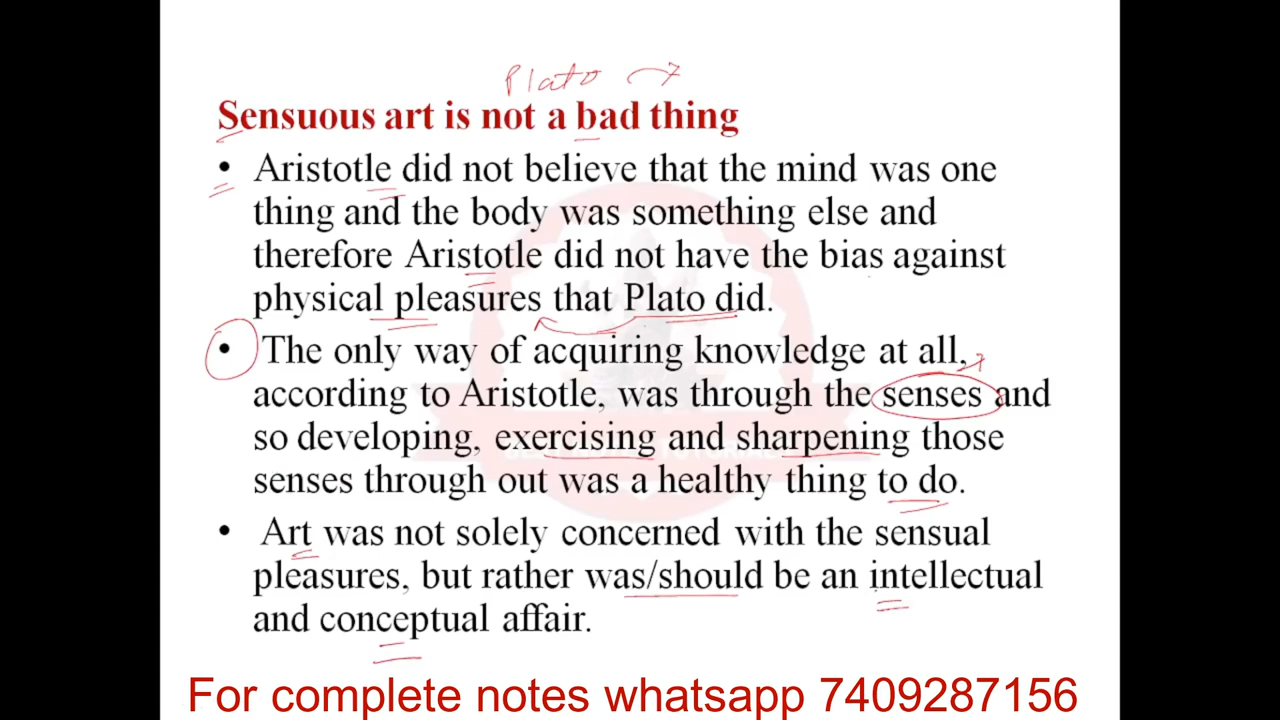 Plato
Sensuous art is not a bad thing
• Aristotle did not believe that the mind was one
thing and the body was something else and
therefore Aristotle did not have the bias against
physical pleasures that Plato did.
• The only way of acquiring knowledge at all,
according to Aristotle, was through the senses and
so developing, exercising and sharpening those
senses through out was a healthy thing to do.
• Art was not solely concerned with the sensual
pleasures, but rather was/should be an intellectual
and conceptual affair.
For complete notes whatsapp 7409287156